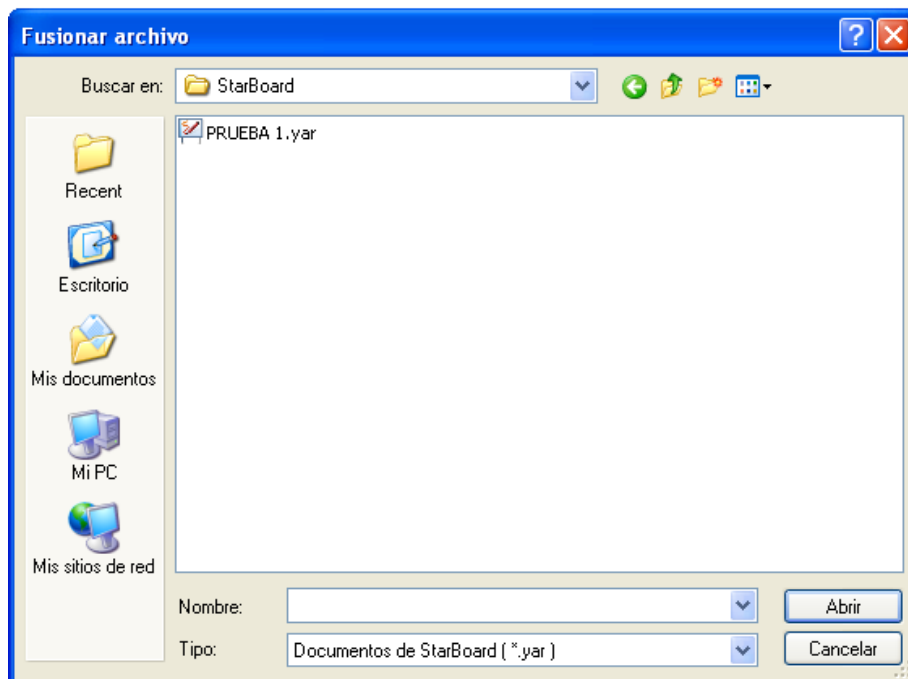 Fusionar archivo
Buscar en: StarBoard
PRUEBA 1.yar
Recent
Escritorio
Mis documentos
Mi PC
Mis sitios de red
Nombre: Abrir
Tipo: Documentos de StarBoard ( *.yar ) Cancelar